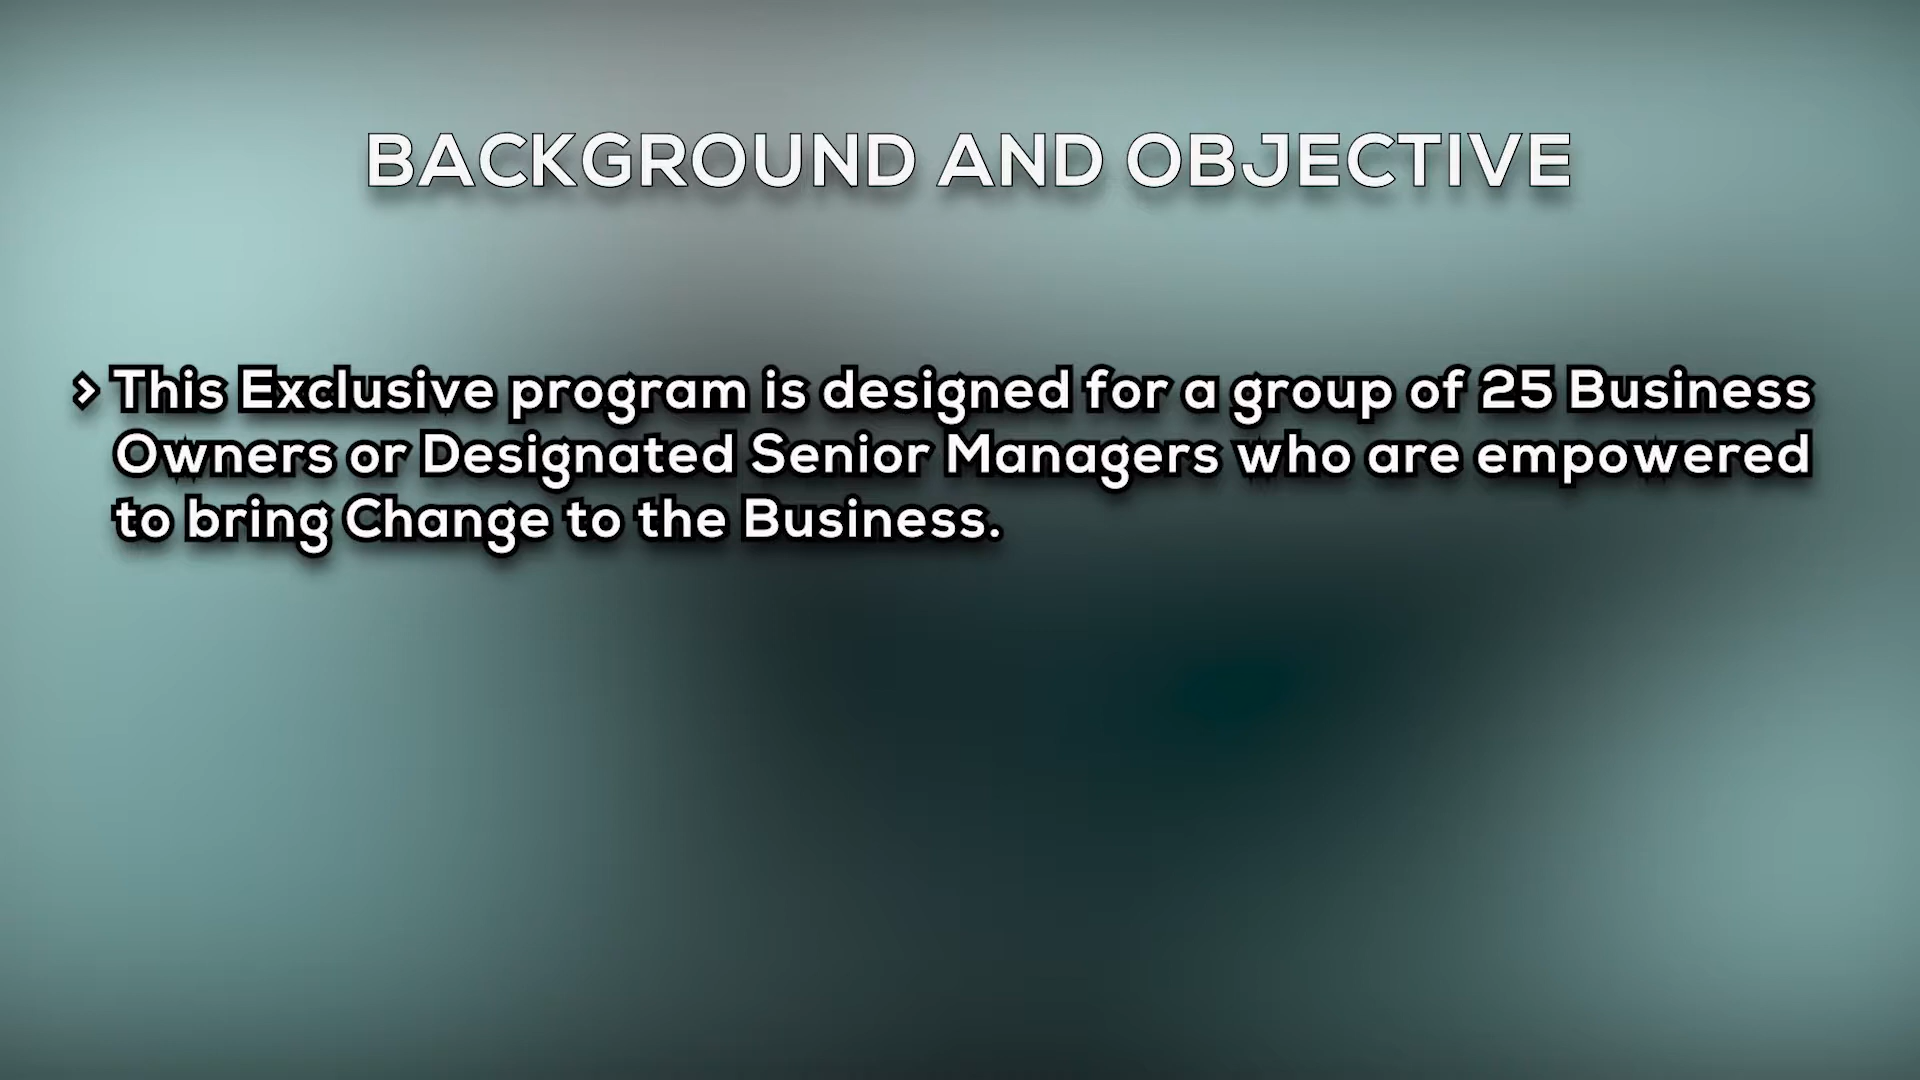 BACKGROUND AND OBJECTIVE
> This Exclusive program is designed for a group of 25 Business
Owners or Designated Senior Managers who are empowered
to bring Change to the Business.